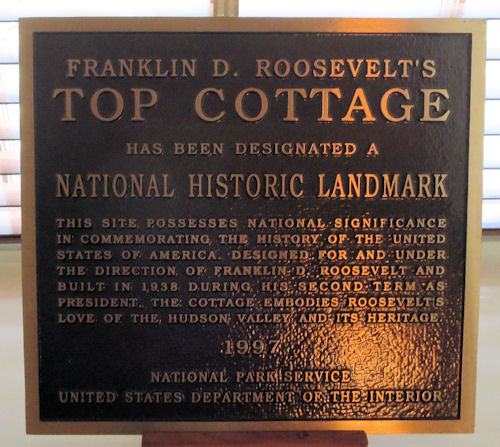 FRANKLIN D. ROOSEVELT'S
TOP COTTAGE
HAS BEEN DESIGNATED A
NATIONAL HISTORIC LANDMARK
THIS SITE POSSESSES NATIONAL SIGNIFICANCE
IN COMMEMORATING THE HISTORY OF THE UNITED
STATES OF AMERICA. DESIGNED FOR AND UNDER
THE DIRECTION OF FRANKLIN D. ROOSEVELT AND
BUILT IN 1938 DURING HIS SECOND TERM AS
PRESIDENT, THE COTTAGE EMBODIES ROOSEVELT'S
LOVE OF THE HUDSON VALLEY AND ITS HERITAGE.
1997
NATIONAL PARK SERVICE
UNITED STATES DEPARTMENT OF THE INTERIOR